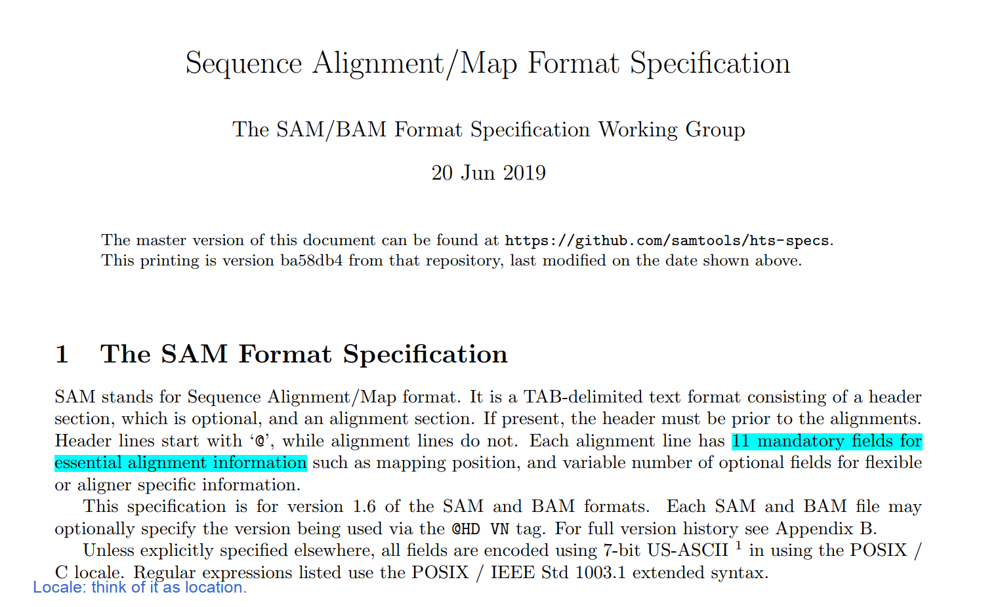 Sequence Alignment/Map Format Specification
The SAM/BAM Format Specification Working Group
20 Jun 2019
The master version of this document can be found at https://github.com/samtools/hts-specs.
This printing is version ba58db4 from that repository, last modified on the date shown above.
1 The SAM Format Specification
SAM stands for Sequence Alignment/Map format. It is a TAB-delimited text format consisting of a header
section, which is optional, and an alignment section. If present, the header must be prior to the alignments.
Header lines start with ‘@’, while alignment lines do not. Each alignment line has 11 mandatory fields for
essential alignment information such as mapping position, and variable number of optional fields for flexible
or aligner specific information.
This specification is for version 1.6 of the SAM and BAM formats. Each SAM and BAM file may
optionally specify the version being used via the @HD VN tag. For full version history see Appendix B.
Unless explicitly specified elsewhere, all fields are encoded using 7-bit US-ASCII 1 in using the POSIX /
C locale. Regular expressions listed use the POSIX / IEEE Std 1003.1 extended syntax.
Locale: think of it as location.